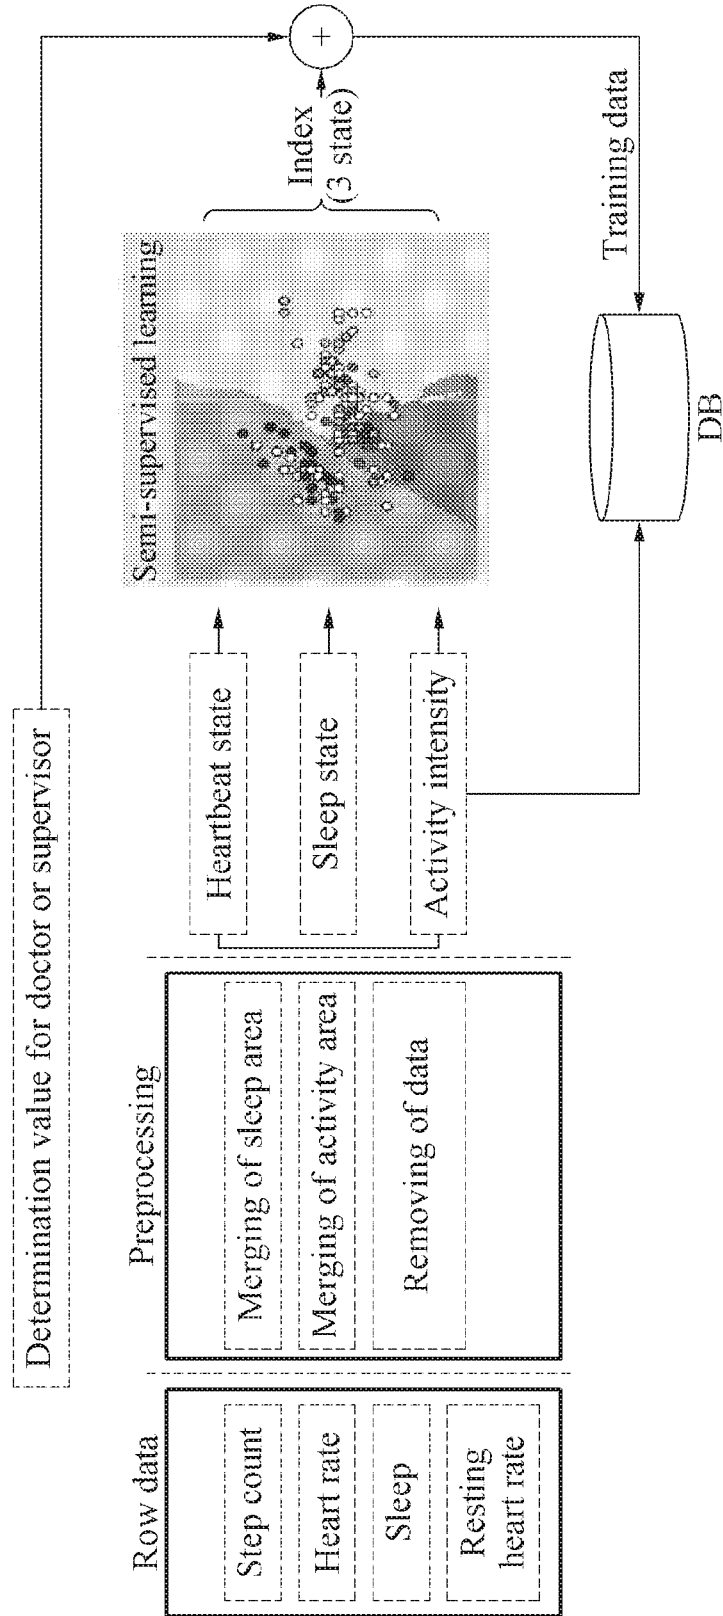 Determination value for doctor or supervisor
Row data
Step count
Heart rate
Sleep
Resting
heart rate
Preprocessing
Merging of sleep area
Merging of activity area
Removing of data
Heartbeat state
Sleep state
Activity intensity
Semi-supervised learning
Index
(3 state)
+
Training data
DB